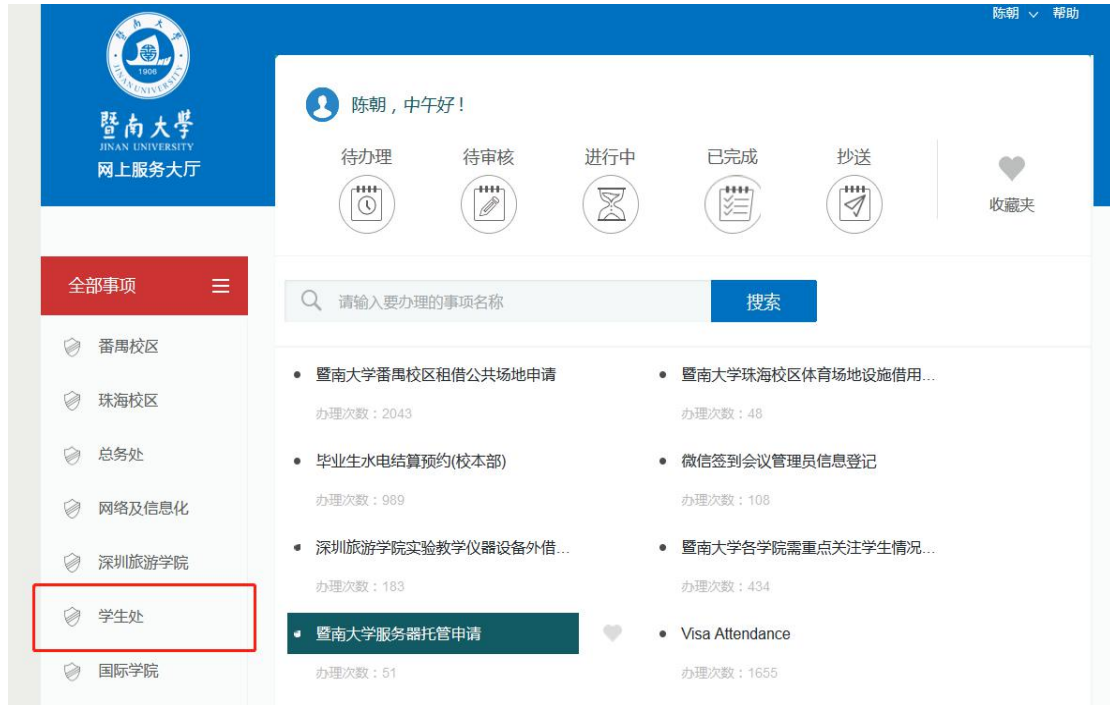 陈朝 帮助
JINAN UNIVERSITY
1906
暨南大學
JINAN UNIVERSITY
网上服务大厅
陈朝，中午好！
待办理 待审核 进行中 已完成 抄送
收藏夹
全部事项
请输入要办理的事项名称 搜索
番禺校区
珠海校区
总务处
网络及信息化
深圳旅游学院
学生处
国际学院
暨南大学番禺校区租借公共场地申请 暨南大学珠海校区体育场地设施借用...
办理次数：2043 办理次数：48
毕业生水电结算预约(校本部) 微信签到会议管理员信息登记
办理次数：989 办理次数：108
深圳旅游学院实验教学仪器设备外借... 暨南大学各学院需重点关注学生情况...
办理次数：183 办理次数：434
暨南大学服务器托管申请 Visa Attendance
办理次数：51 办理次数：1655